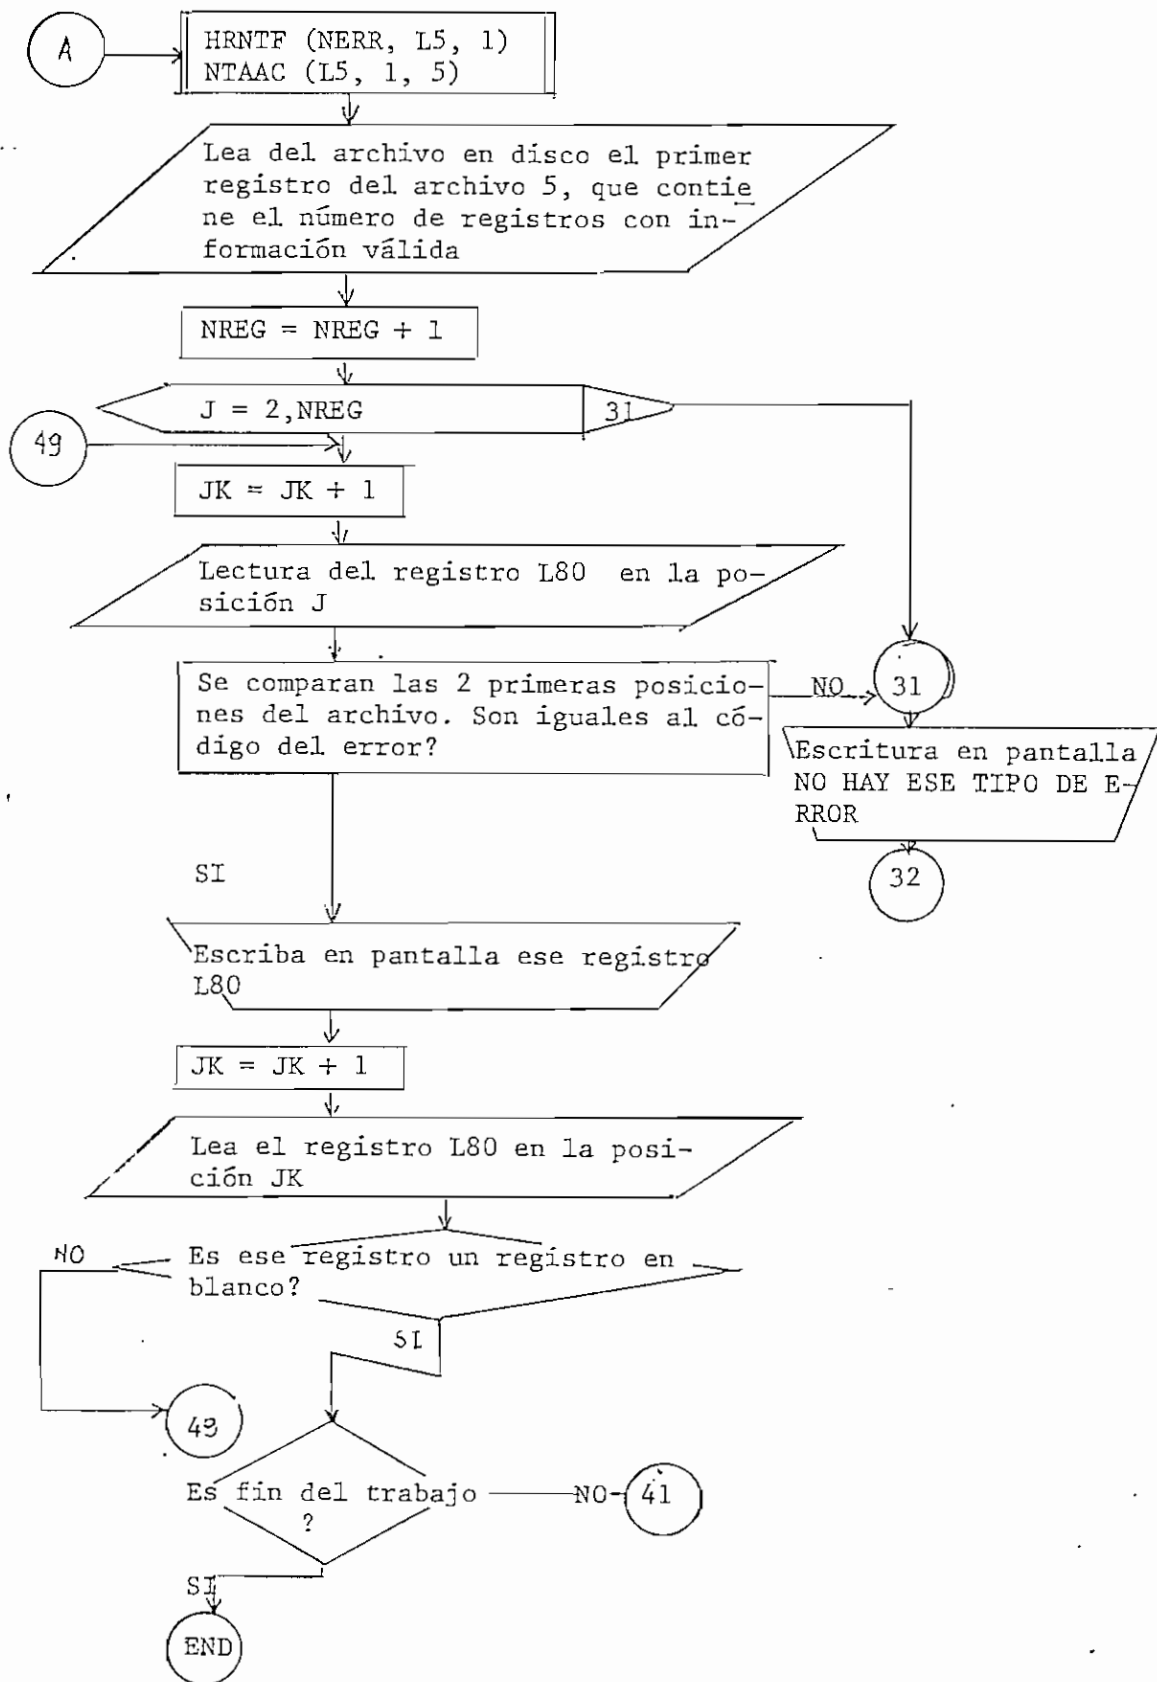 A
HRNTF (NERR, L5, 1)
NTAAC (L5, 1, 5)
Lea del archivo en disco el primer
registro del archivo 5, que contie
ne el número de registros con in-
formación válida
NREG = NREG + 1
J = 2,NREG
31
49
JK = JK + 1
Lectura del registro L80 en la po-
sición J
Se comparan las 2 primeras posicio-
nes del archivo. Son iguales al có-
digo del error?
NO
31
Escritura en pantalla
NO HAY ESE TIPO DE E-
RROR
32
SI
Escriba en pantalla ese registro
L80
JK = JK + 1
Lea el registro L80 en la posi-
ción JK
NO
Es ese registro un registro en
blanco?
SI
49
Es fin del trabajo
?
NO
41
SI
END